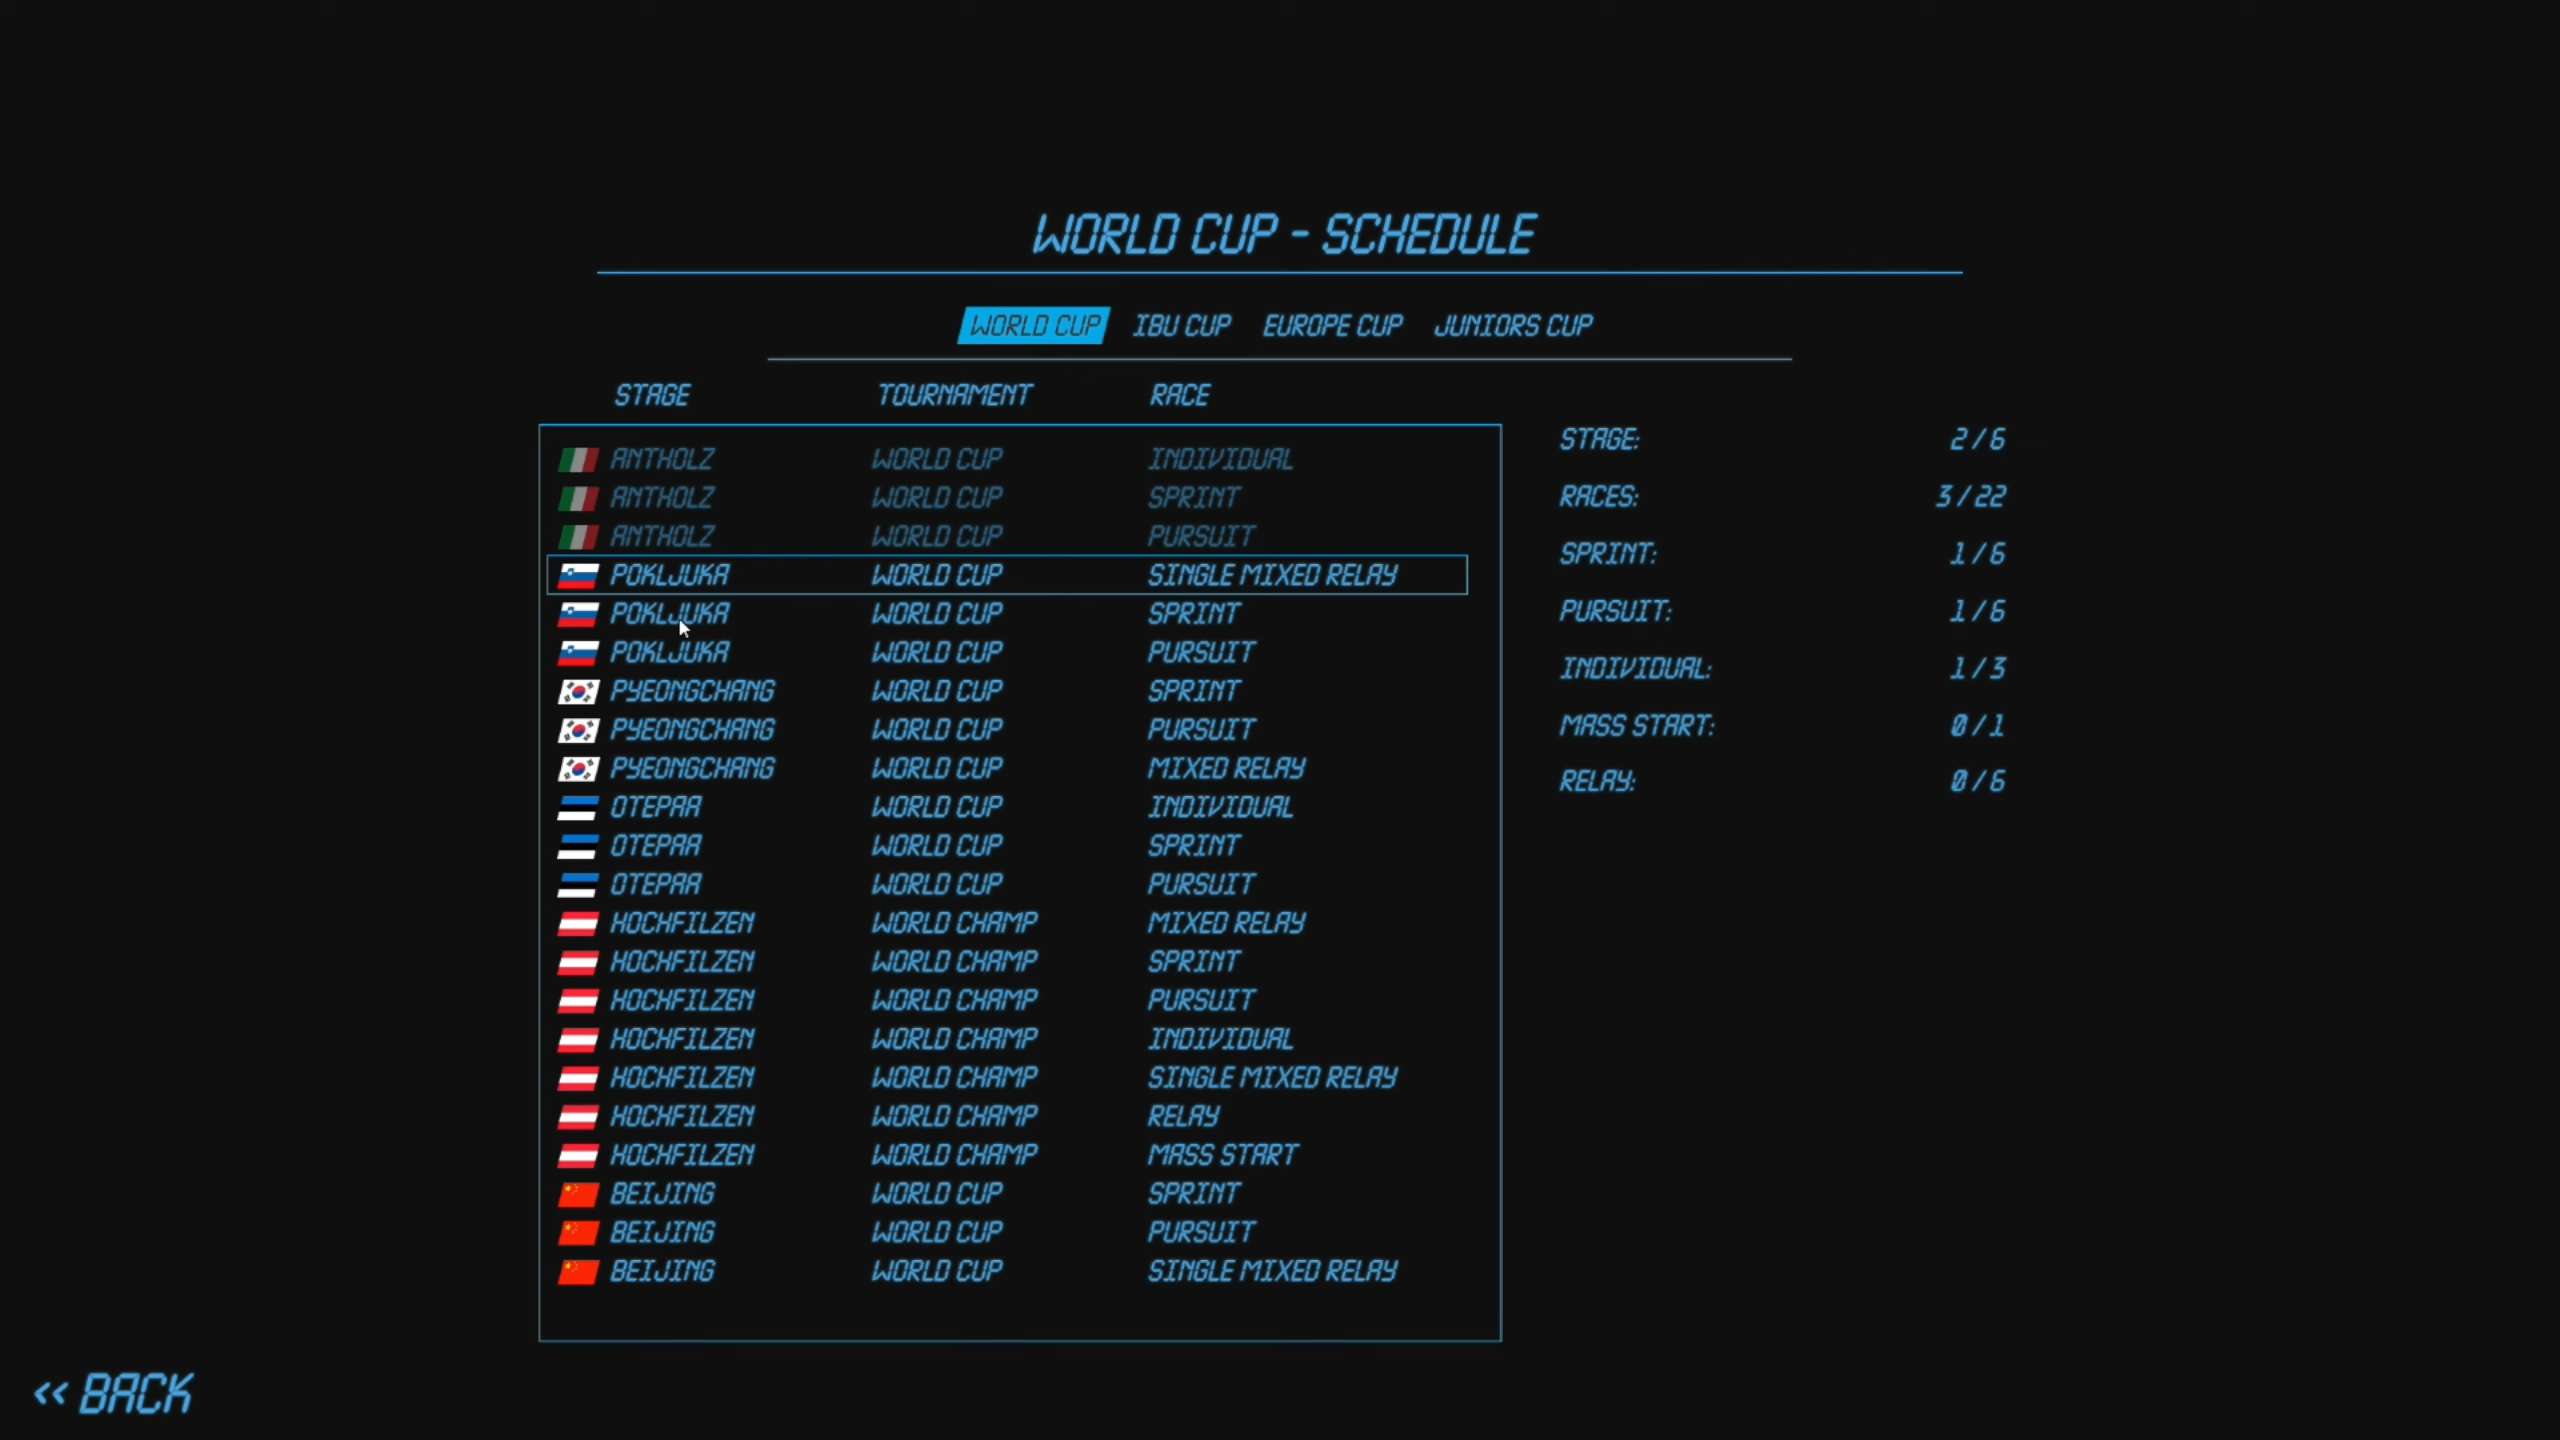 WORLD CUP - SCHEDULE
WORLD CUP IBU CUP EUROPE CUP JUNIORS CUP
STAGE TOURNAMENT RACE
ANTHOLZ WORLD CUP INDIVIDUAL
ANTHOLZ WORLD CUP SPRINT
ANTHOLZ WORLD CUP PURSUIT
POKLJUKA WORLD CUP SINGLE MIXED RELAY
POKLJUKA WORLD CUP SPRINT
POKLJUKA WORLD CUP PURSUIT
PYEONGCHANG WORLD CUP SPRINT
PYEONGCHANG WORLD CUP PURSUIT
PYEONGCHANG WORLD CUP MIXED RELAY
OTEPAA WORLD CUP INDIVIDUAL
OTEPAA WORLD CUP SPRINT
OTEPAA WORLD CUP PURSUIT
HOCHFILZEN WORLD CHAMP MIXED RELAY
HOCHFILZEN WORLD CHAMP SPRINT
HOCHFILZEN WORLD CHAMP PURSUIT
HOCHFILZEN WORLD CHAMP INDIVIDUAL
HOCHFILZEN WORLD CHAMP SINGLE MIXED RELAY
HOCHFILZEN WORLD CHAMP RELAY
HOCHFILZEN WORLD CHAMP MASS START
BEIJING WORLD CUP SPRINT
BEIJING WORLD CUP PURSUIT
BEIJING WORLD CUP SINGLE MIXED RELAY
STAGE: 2 / 6
RACES: 3 / 22
SPRINT: 1 / 6
PURSUIT: 1 / 6
INDIVIDUAL: 1 / 3
MASS START: 0 / 1
RELAY: 0 / 6
<< BACK